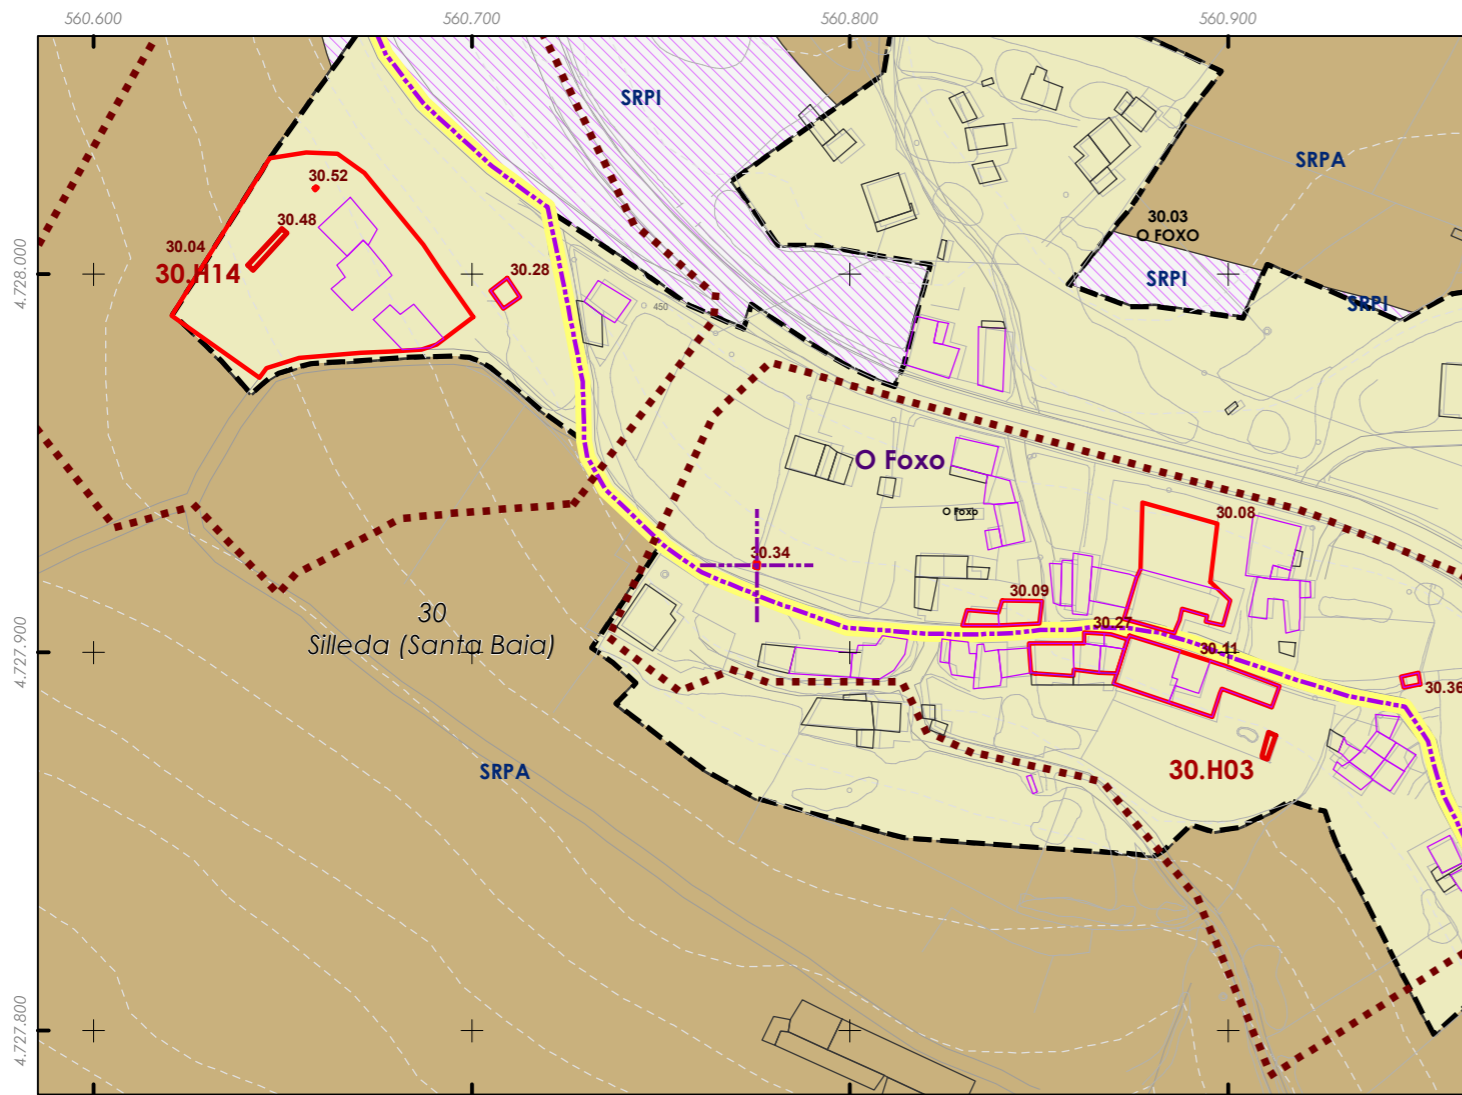 560.600
560.700
560.800
560.900
SRPI
SRPA
30.52
30.03
O FOXO
30.48
30.04
30.H14
30.28
4.728.000
SRPI
SRPI
450
O Foxo
O Foxo
30.08
30.34
30.09
30
Silleda (Santa Baia)
30.27
30.11
4.727.900
30.36
SRPA
30.H03
4.727.800